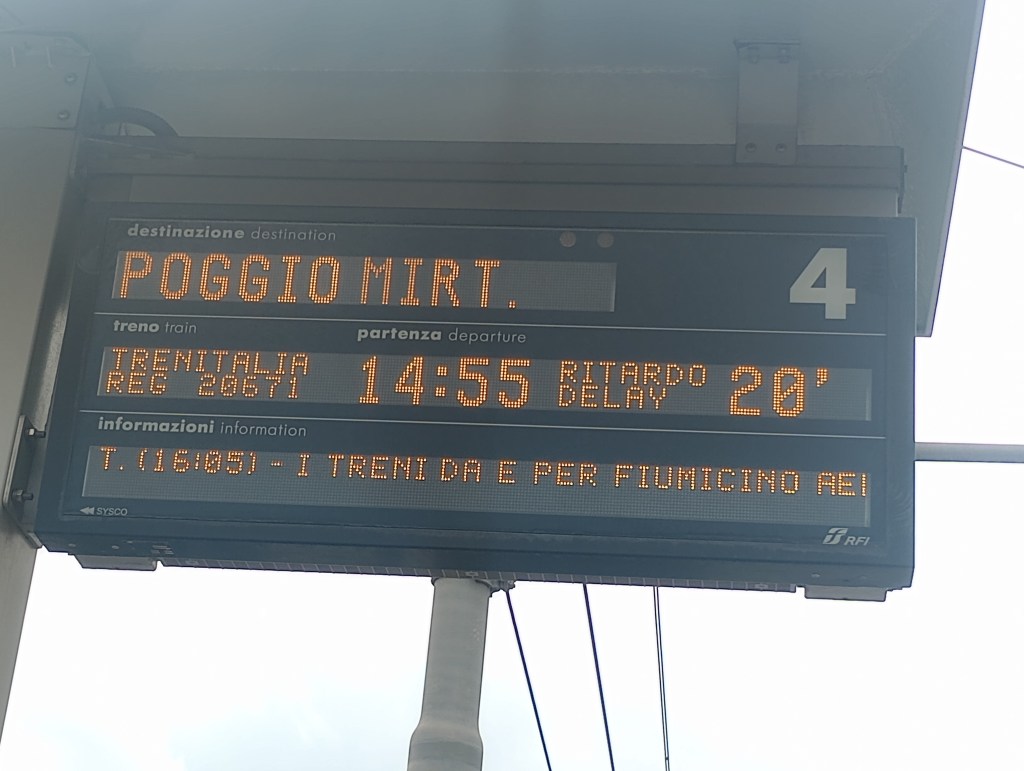 destinazione destination
POGGIO MIRT.
4
treno train
partenza departure
TRENITALIA
REG 20671
14:55
RITARDO
DELAY
20'
informazioni information
T. (16:05) - I TRENI DA E PER FIUMICINO AE
SYSCO
RFI